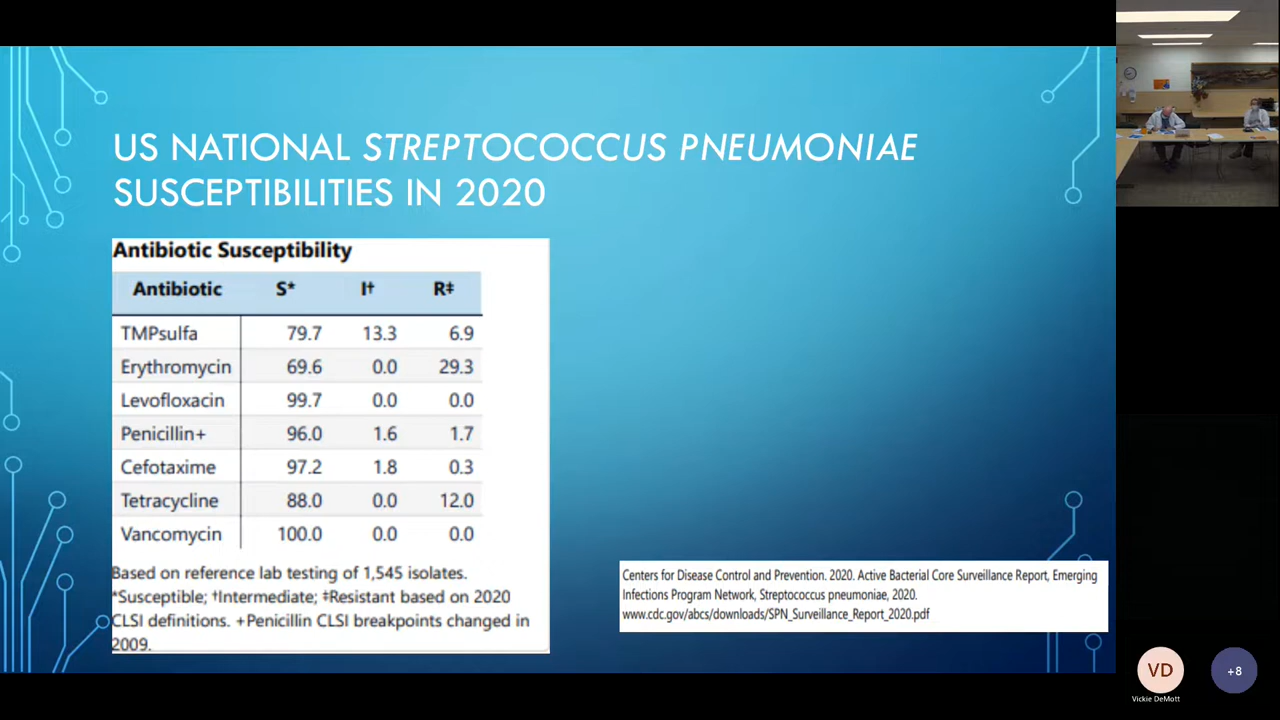 US NATIONAL STREPTOCOCCUS PNEUMONIAE
SUSCEPTIBILITIES IN 2020
Antibiotic Susceptibility
Antibiotic S* I† R‡
TMPsulfa 79.7 13.3 6.9
Erythromycin 69.6 0.0 29.3
Levofloxacin 99.7 0.0 0.0
Penicillin+ 96.0 1.6 1.7
Cefotaxime 97.2 1.8 0.3
Tetracycline 88.0 0.0 12.0
Vancomycin 100.0 0.0 0.0
Based on reference lab testing of 1,545 isolates.
*Susceptible; †Intermediate; ‡Resistant based on 2020
CLSI definitions. +Penicillin CLSI breakpoints changed in
2009.
Centers for Disease Control and Prevention. 2020. Active Bacterial Core Surveillance Report, Emerging
Infections Program Network, Streptococcus pneumoniae, 2020.
www.cdc.gov/abcs/downloads/SPN_Surveillance_Report_2020.pdf
VD
+8
Vickie DeMott